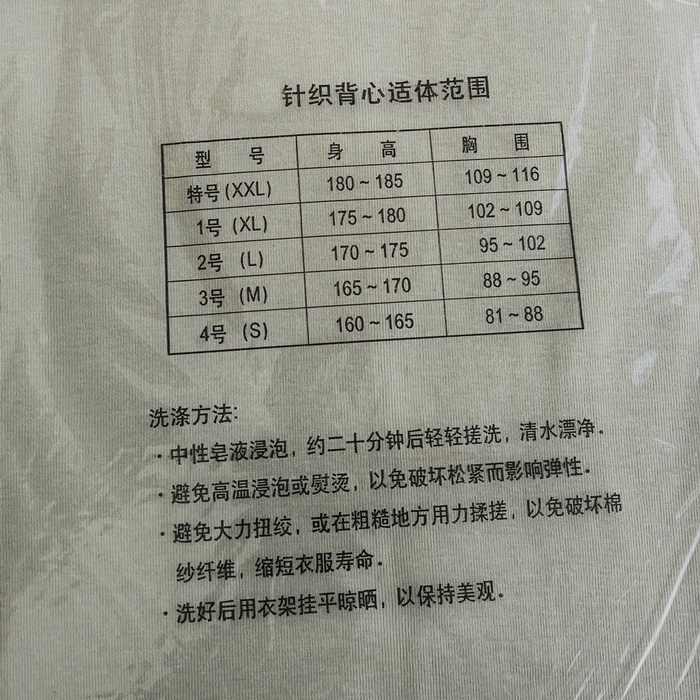 针织背心适体范围
型 号 身 高 胸 围
特号(XXL) 180~185 109~116
1号 (XL) 175~180 102~109
2号 (L) 170~175 95~102
3号 (M) 165~170 88~95
4号 (S) 160~165 81~88
洗涤方法:
·中性皂液浸泡,约二十分钟后轻轻搓洗,清水漂净.
·避免高温浸泡或熨烫,以免破坏松紧而影响弹性.
·避免大力扭绞,或在粗糙地方用力揉搓,以免破坏棉
纱纤维,缩短衣服寿命.
·洗好后用衣架挂平晾晒,以保持美观.